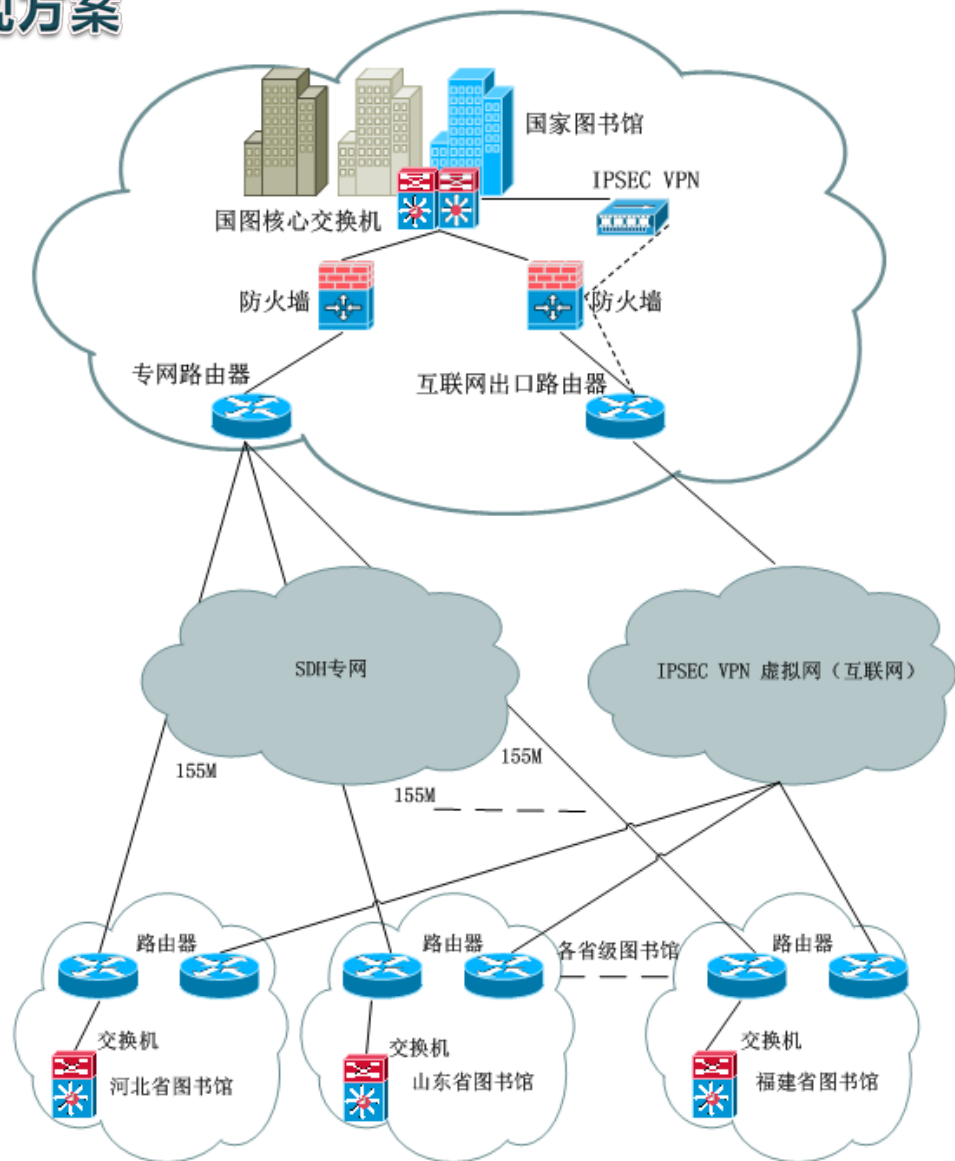 方案
国家图书馆
IPSEC VPN
国图核心交换机
防火墙
防火墙
专网路由器
互联网出口路由器
SDH专网
IPSEC VPN 虚拟网（互联网）
155M
155M
155M
路由器
路由器
各省级图书馆
路由器
交换机
河北省图书馆
交换机
山东省图书馆
交换机
福建省图书馆